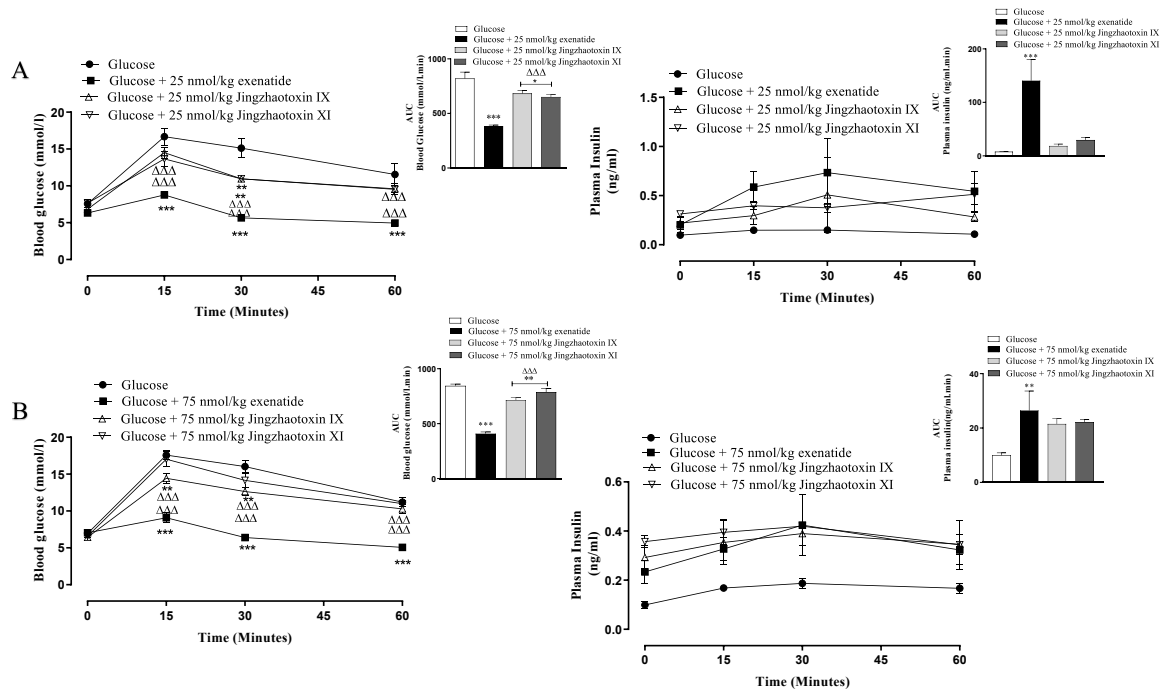 A
Glucose
Glucose + 25 nmol/kg exenatide
Glucose + 25 nmol/kg Jingzhaotoxin IX
Glucose + 25 nmol/kg Jingzhaotoxin XI
Blood glucose (mmol/l)
20
15
10
5
0
ΔΔΔ
ΔΔΔ
***
**
**
ΔΔΔ
ΔΔΔ
***
ΔΔΔ
ΔΔΔ
***
0
15
30
45
60
Time (Minutes)
Glucose
Glucose + 25 nmol/kg exenatide
Glucose + 25 nmol/kg Jingzhaotoxin IX
Glucose + 25 nmol/kg Jingzhaotoxin XI
AUC
Blood Glucose (mmol/l.min)
1000
500
0
***
ΔΔΔ
*
Glucose
Glucose + 25 nmol/kg exenatide
Glucose + 25 nmol/kg Jingzhaotoxin IX
Glucose + 25 nmol/kg Jingzhaotoxin XI
Plasma Insulin
(ng/ml)
1.5
1.0
0.5
0.0
0
15
30
45
60
Time (Minutes)
Glucose
Glucose + 25 nmol/kg exenatide
Glucose + 25 nmol/kg Jingzhaotoxin IX
Glucose + 25 nmol/kg Jingzhaotoxin XI
AUC
Plasma insulin (ng/mL.min)
200
100
0
***
B
Glucose
Glucose + 75 nmol/kg exenatide
Glucose + 75 nmol/kg Jingzhaotoxin IX
Glucose + 75 nmol/kg Jingzhaotoxin XI
Blood glucose (mmol/l)
20
15
10
5
0
**
ΔΔΔ
ΔΔΔ
***
**
ΔΔΔ
ΔΔΔ
***
ΔΔΔ
ΔΔΔ
***
0
15
30
45
60
Time (Minutes)
Glucose
Glucose + 75 nmol/kg exenatide
Glucose + 75 nmol/kg Jingzhaotoxin IX
Glucose + 75 nmol/kg Jingzhaotoxin XI
AUC
Blood glucose (mmol/l.min)
1000
500
0
***
ΔΔΔ
**
Glucose
Glucose + 75 nmol/kg exenatide
Glucose + 75 nmol/kg Jingzhaotoxin IX
Glucose + 75 nmol/kg Jingzhaotoxin XI
Plasma Insulin
(ng/ml)
0.6
0.4
0.2
0.0
0
15
30
45
60
Time (Minutes)
Glucose
Glucose + 75 nmol/kg exenatide
Glucose + 75 nmol/kg Jingzhaotoxin IX
Glucose + 75 nmol/kg Jingzhaotoxin XI
AUC
Plasma insulin(ng/mLmin)
40
20
0
**